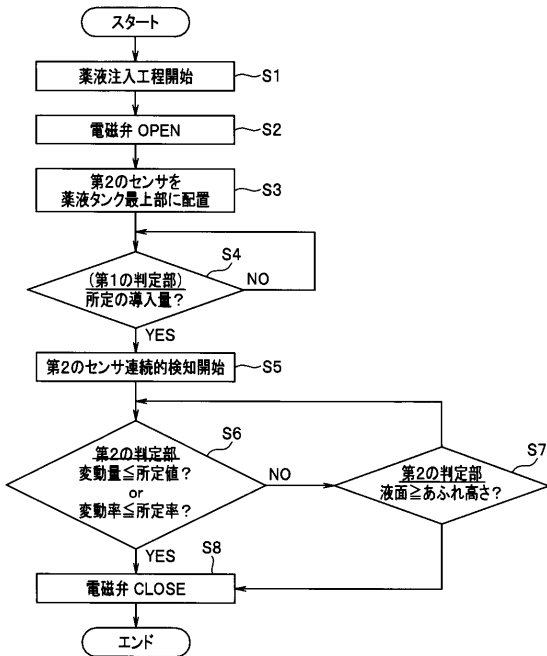 スタート
薬液注入工程開始
S1
電磁弁 OPEN
S2
第2のセンサを
薬液タンク最上部に配置
S3
S4
(第1の判定部)
所定の導入量?
NO
YES
第2のセンサ連続的検知開始
S5
S6
第2の判定部
変動量≦所定値?
or
変動率≦所定率?
NO
YES
S7
第2の判定部
液面≧あふれ高さ?
S8
電磁弁 CLOSE
エンド